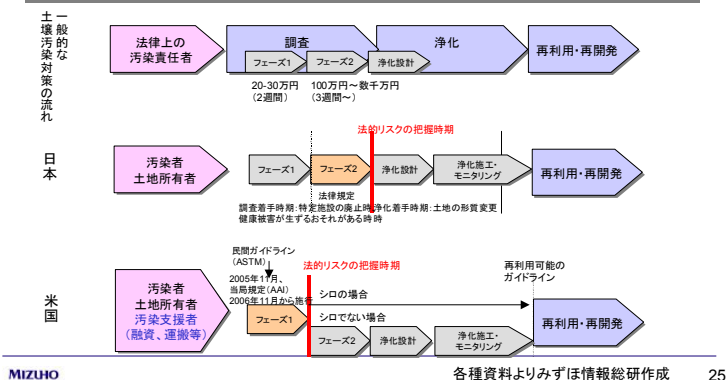 一般的な
土壌汚染対策の流れ
法律上の
汚染責任者
調査
フェーズ1
フェーズ2
浄化
浄化設計
再利用・再開発
20-30万円
(2週間)
100万円～数千万円
(3週間～)
法的リスクの把握時期
日本
汚染者
土地所有者
フェーズ1
フェーズ2
浄化設計
浄化施工・
モニタリング
再利用・再開発
法律規定
調査着手時期:特定施設の廃止時
健康被害が生ずるおそれがある時
浄化着手時期:土地の形質変更
時
民間ガイドライン
(ASTM)
2005年11月、
当局規定(AAI)
2006年11月から施行
法的リスクの把握時期
再利用可能の
ガイドライン
米国
汚染者
土地所有者
汚染支援者
(融資、運搬等)
フェーズ1
シロの場合
シロでない場合
フェーズ2
浄化設計
浄化施工・
モニタリング
再利用・再開発
MIZUHO
各種資料よりみずほ情報総研作成
25